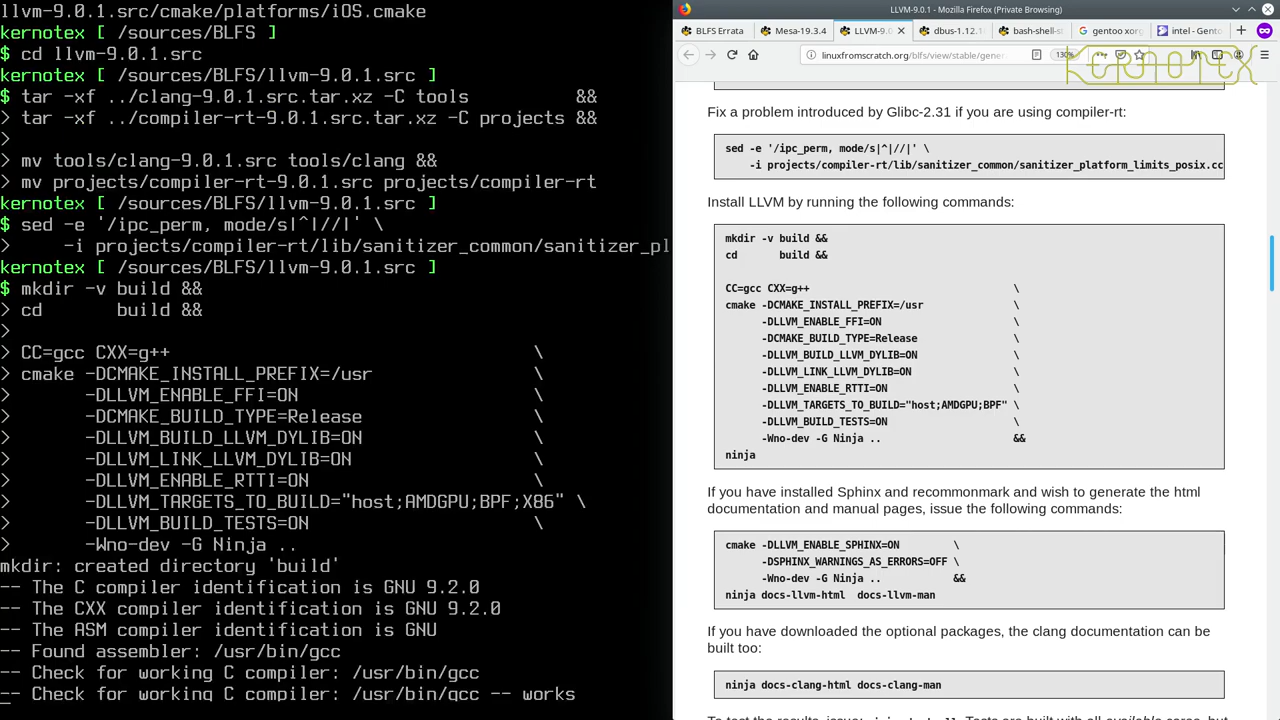 llvm-9.0.1.src/cmake/platforms/iOS.cmake
kernotex [ /sources/BLFS ]
$ cd llvm-9.0.1.src
kernotex [ /sources/BLFS/llvm-9.0.1.src ]
$ tar -xf ../clang-9.0.1.src.tar.xz -C tools          &&
> tar -xf ../compiler-rt-9.0.1.src.tar.xz -C projects &&
>
> mv tools/clang-9.0.1.src tools/clang &&
> mv projects/compiler-rt-9.0.1.src projects/compiler-rt
kernotex [ /sources/BLFS/llvm-9.0.1.src ]
$ sed -e '/ipc_perm, mode/s|^|//|' \
>     -i projects/compiler-rt/lib/sanitizer_common/sanitizer_pl
kernotex [ /sources/BLFS/llvm-9.0.1.src ]
$ mkdir -v build &&
> cd       build &&
>
> CC=gcc CXX=g++                                  \
> cmake -DCMAKE_INSTALL_PREFIX=/usr               \
>       -DLLVM_ENABLE_FFI=ON                      \
>       -DCMAKE_BUILD_TYPE=Release                \
>       -DLLVM_BUILD_LLVM_DYLIB=ON                \
>       -DLLVM_LINK_LLVM_DYLIB=ON                 \
>       -DLLVM_ENABLE_RTTI=ON                     \
>       -DLLVM_TARGETS_TO_BUILD="host;AMDGPU;BPF;X86" \
>       -DLLVM_BUILD_TESTS=ON                     \
>       -Wno-dev -G Ninja ..
mkdir: created directory 'build'
-- The C compiler identification is GNU 9.2.0
-- The CXX compiler identification is GNU 9.2.0
-- The ASM compiler identification is GNU
-- Found assembler: /usr/bin/gcc
-- Check for working C compiler: /usr/bin/gcc
-- Check for working C compiler: /usr/bin/gcc -- works
LLVM-9.0.1 - Mozilla Firefox (Private Browsing)
BLFS Errata
Mesa-19.3.4
LLVM-9.0
dbus-1.12.1
bash-shell-s
gentoo xorg
intel - Gento
linuxfromscratch.org/blfs/view/stable/gener
130%
KERNOTEX
Fix a problem introduced by Glibc-2.31 if you are using compiler-rt:
sed -e '/ipc_perm, mode/s|^|//|' \
    -i projects/compiler-rt/lib/sanitizer_common/sanitizer_platform_limits_posix.cc
Install LLVM by running the following commands:
mkdir -v build &&
cd       build &&
CC=gcc CXX=g++                                  \
cmake -DCMAKE_INSTALL_PREFIX=/usr               \
      -DLLVM_ENABLE_FFI=ON                      \
      -DCMAKE_BUILD_TYPE=Release                \
      -DLLVM_BUILD_LLVM_DYLIB=ON                \
      -DLLVM_LINK_LLVM_DYLIB=ON                 \
      -DLLVM_ENABLE_RTTI=ON                     \
      -DLLVM_TARGETS_TO_BUILD="host;AMDGPU;BPF" \
      -DLLVM_BUILD_TESTS=ON                     \
      -Wno-dev -G Ninja ..                      &&
ninja
If you have installed Sphinx and recommonmark and wish to generate the html
documentation and manual pages, issue the following commands:
cmake -DLLVM_ENABLE_SPHINX=ON         \
      -DSPHINX_WARNINGS_AS_ERRORS=OFF \
      -Wno-dev -G Ninja ..            &&
ninja docs-llvm-html  docs-llvm-man
If you have downloaded the optional packages, the clang documentation can be
built too:
ninja docs-clang-html docs-clang-man